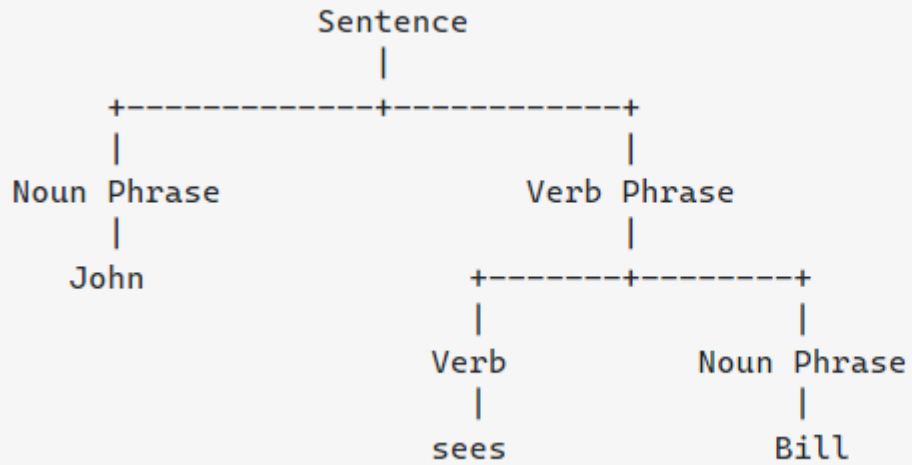 Sentence
|
+-------------+------------+
|                          |
Noun Phrase                Verb Phrase
|                          |
John               +-------+--------+
|                |
Verb          Noun Phrase
|                |
sees             Bill